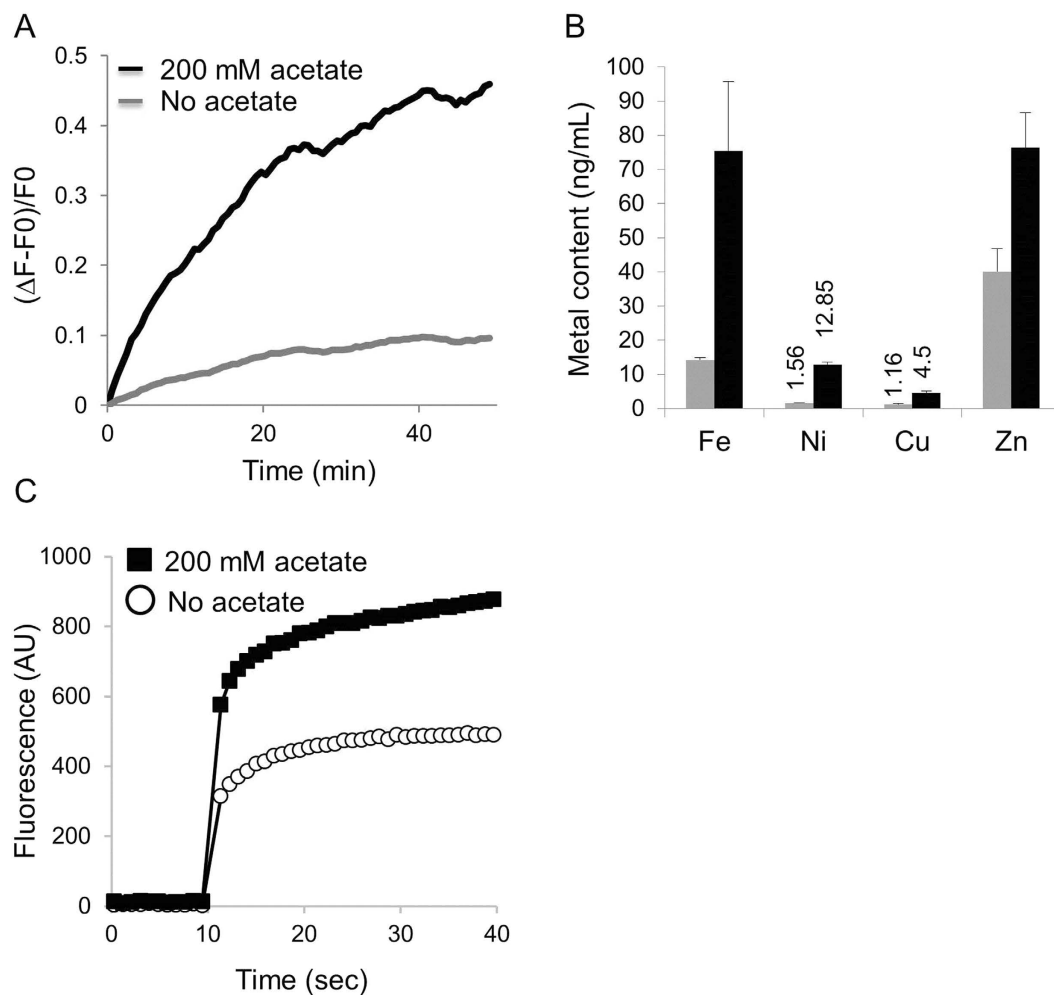 A
0.5
0.4
0.3
0.2
0.1
0
(ΔF-F0)/F0
200 mM acetate
No acetate
0
20
40
Time (min)
B
100
90
80
70
60
50
40
30
20
10
0
Metal content (ng/mL)
1.56
12.85
1.16
4.5
Fe
Ni
Cu
Zn
C
1000
800
600
400
200
0
Fluorescence (AU)
200 mM acetate
No acetate
0
10
20
30
40
Time (sec)